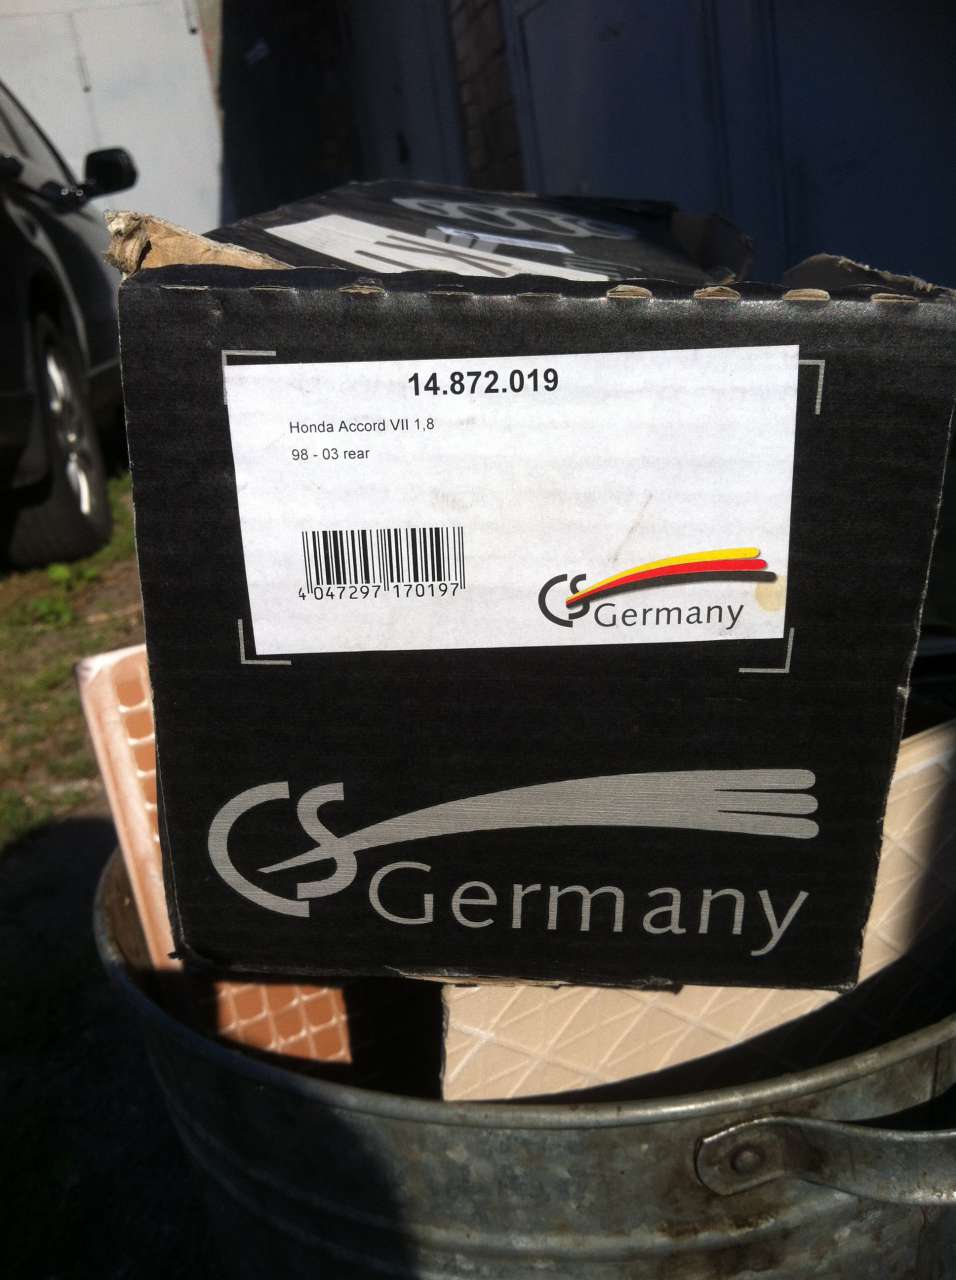 14.872.019
Honda Accord VII 1,8
98 - 03 rear
4 047297 170197
CS Germany
CS Germany